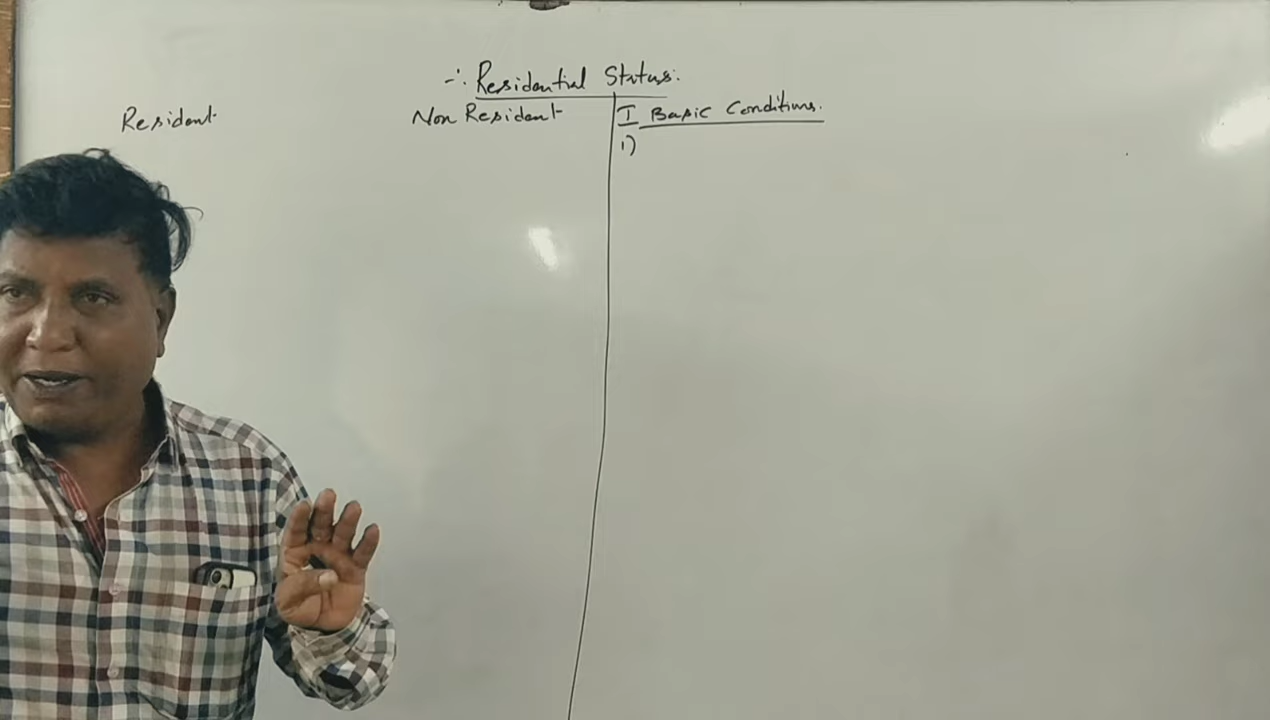 -: Residential Status:
Resident
Non Resident
I Basic Conditions.
1)